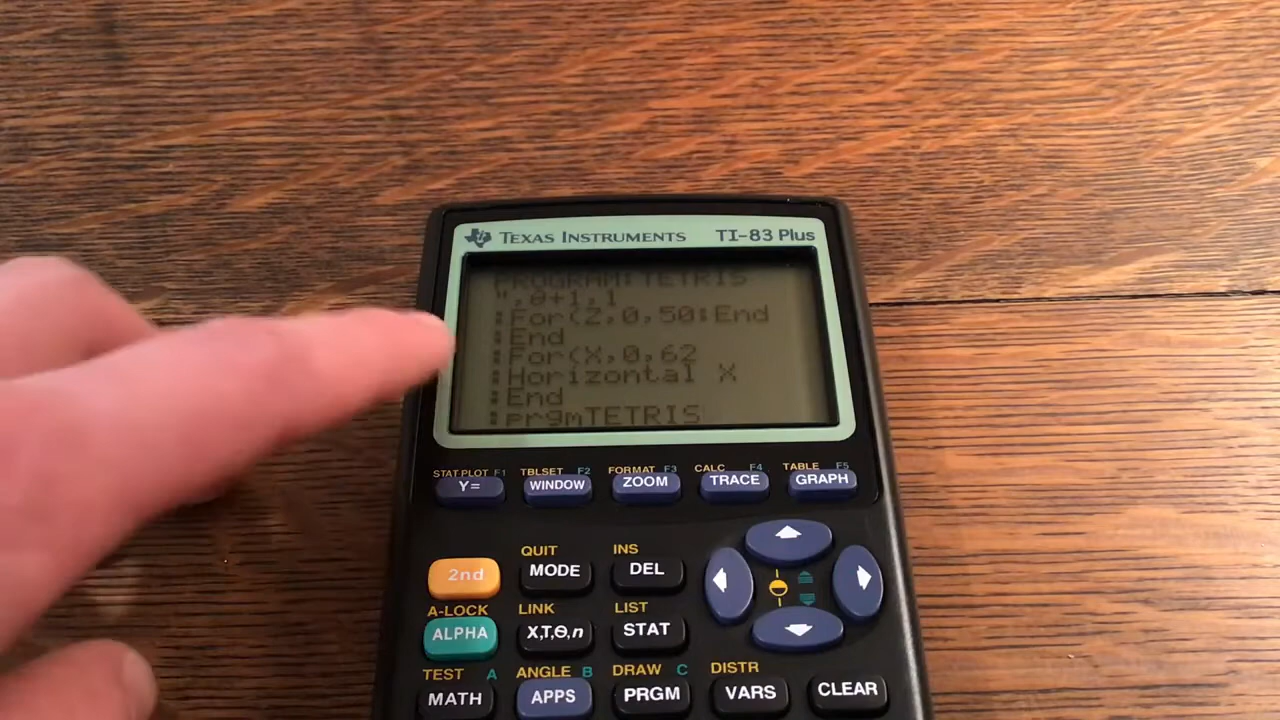 TEXAS INSTRUMENTS TI-83 Plus
PROGRAM:TETRIS
",θ+1,1
:For(Z,0,50:End
:End
:For(X,0,62
:Horizontal X
:End
:prgmTETRIS
STAT PLOT F1 TBLSET F2 FORMAT F3 CALC F4 TABLE F5
Y= WINDOW ZOOM TRACE GRAPH
QUIT INS
2nd MODE DEL
A-LOCK LINK LIST
ALPHA X,T,Θ,n STAT
TEST A ANGLE B DRAW C DISTR
MATH APPS PRGM VARS CLEAR